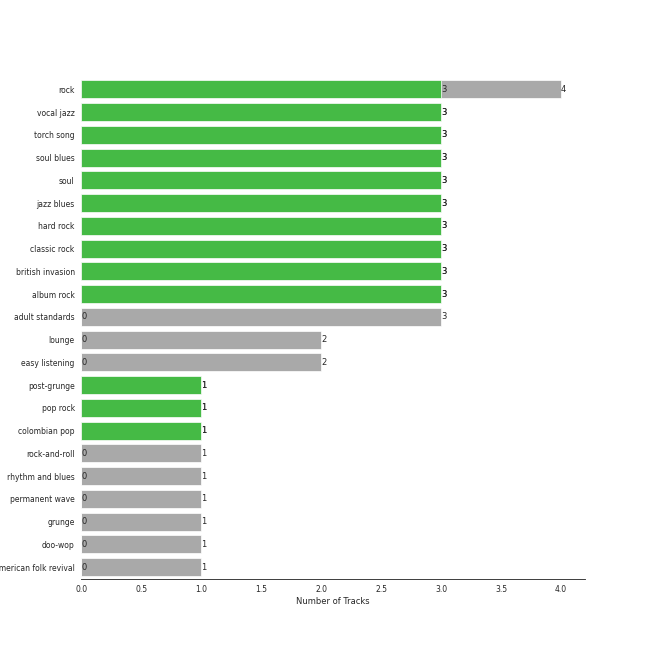 rock 3 4
vocal jazz 3
torch song 3
soul blues 3
soul 3
jazz blues 3
hard rock 3
classic rock 3
british invasion 3
album rock 3
adult standards 0 3
lounge 0 2
easy listening 0 2
post-grunge 1
pop rock 1
colombian pop 1
rock-and-roll 0 1
rhythm and blues 0 1
permanent wave 0 1
grunge 0 1
doo-wop 0 1
merican folk revival 0 1
0.0 0.5 1.0 1.5 2.0 2.5 3.0 3.5 4.0
Number of Tracks